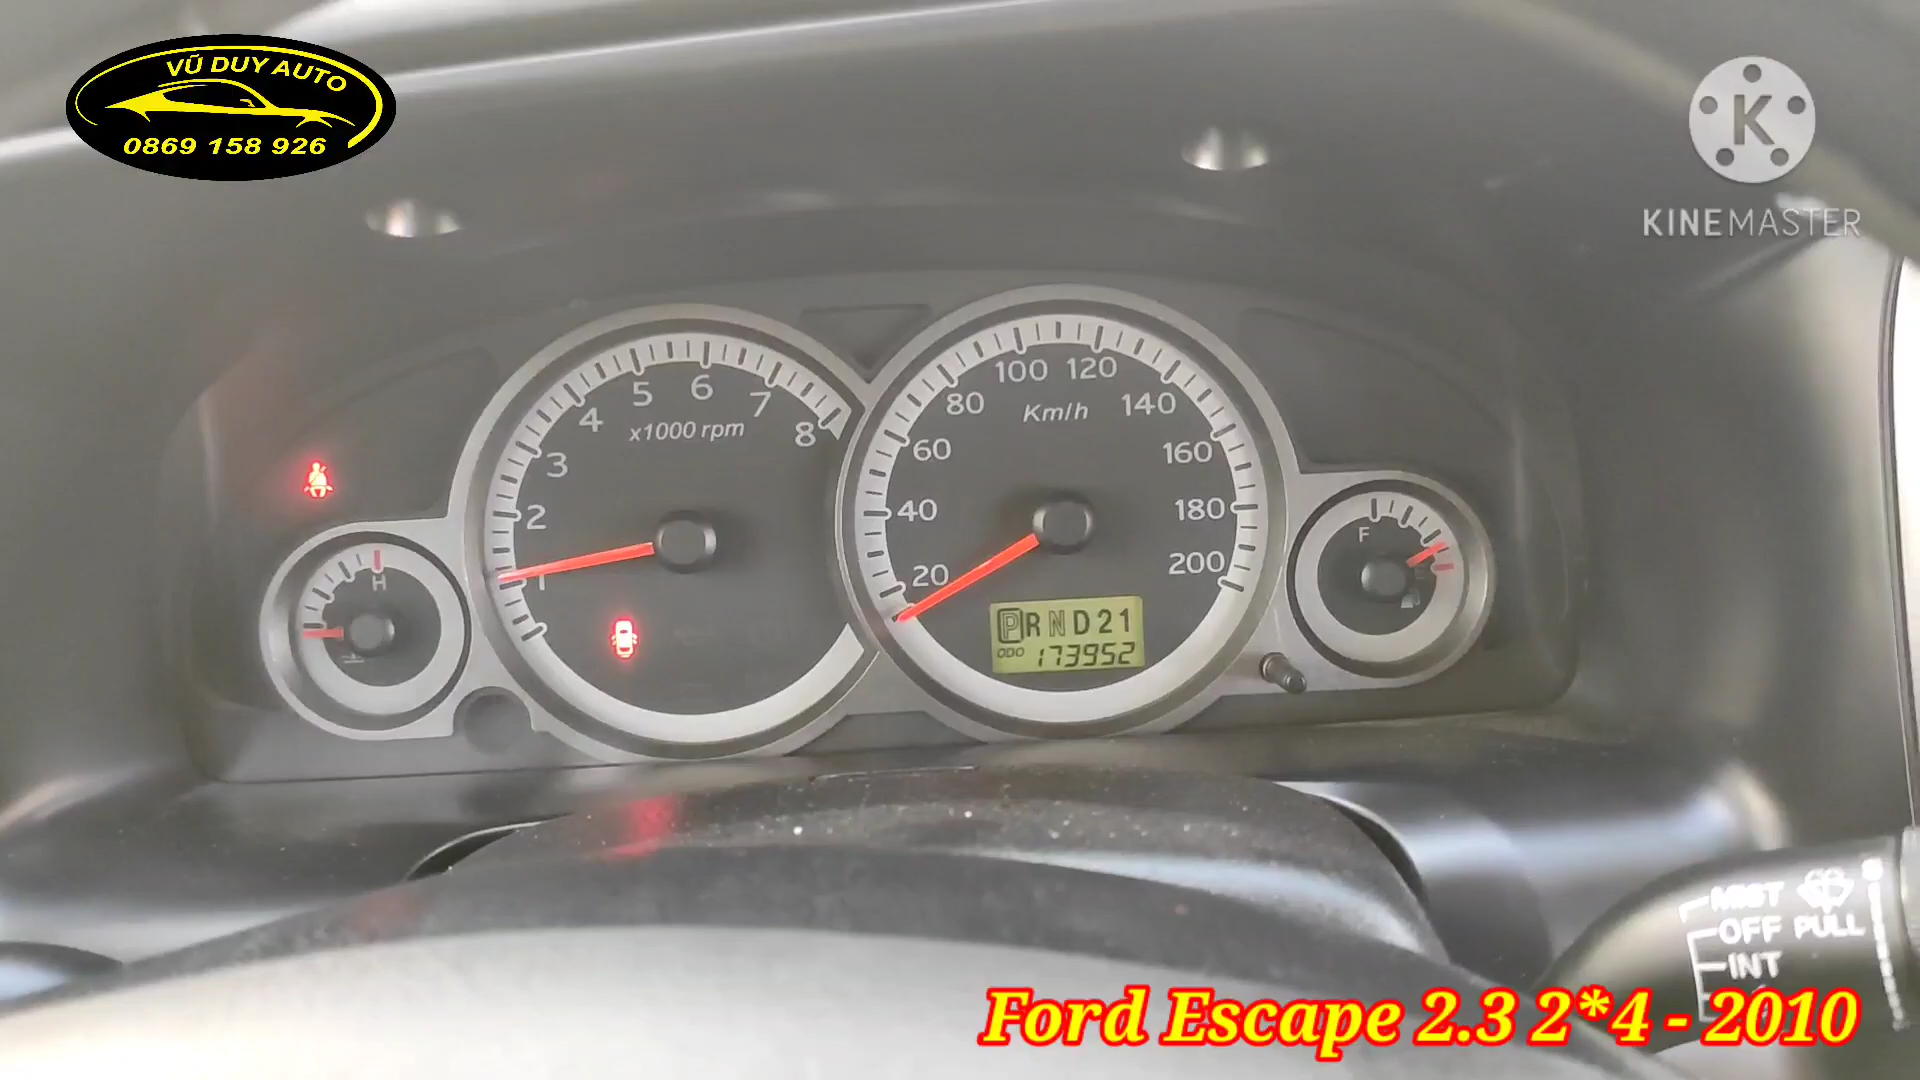 VŨ DUY AUTO
0869 158 926
K
KINEMASTER
1 2 3 4 5 6 7 8
x1000 rpm
20 40 60 80 100 120 140 160 180 200
Km/h
H
F
PRND21
ODO 173952
MIST
OFF PULL
INT
Ford Escape 2.3 2*4 - 2010